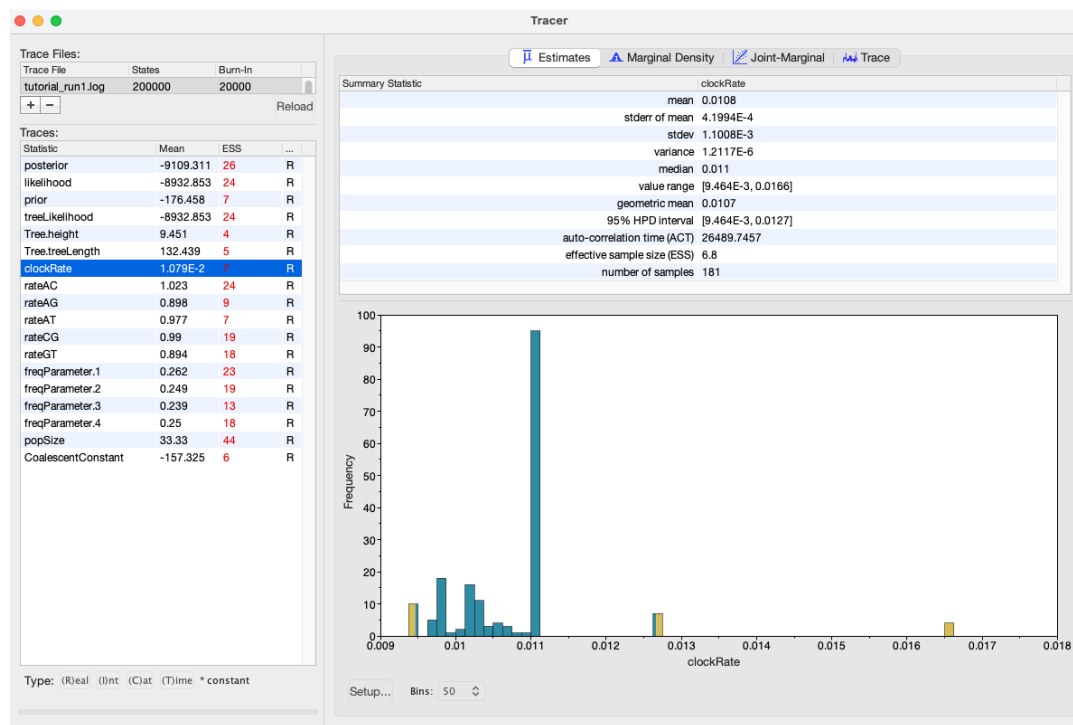 Tracer
Trace Files:
Trace File States Burn-In
tutorial_run1.log 200000 20000
+ − Reload
Traces:
Statistic Mean ESS ...
posterior -9109.311 26 R
likelihood -8932.853 24 R
prior -176.458 7 R
treeLikelihood -8932.853 24 R
Tree.height 9.451 4 R
Tree.treeLength 132.439 5 R
clockRate 1.079E-2 7 R
rateAC 1.023 24 R
rateAG 0.898 9 R
rateAT 0.977 7 R
rateCG 0.99 19 R
rateGT 0.894 18 R
freqParameter.1 0.262 23 R
freqParameter.2 0.249 19 R
freqParameter.3 0.239 13 R
freqParameter.4 0.25 18 R
popSize 33.33 44 R
CoalescentConstant -157.325 6 R
Type: (R)eal (I)nt (C)at (T)ime * constant
Estimates Marginal Density Joint-Marginal Trace
Summary Statistic clockRate
mean 0.0108
stderr of mean 4.1994E-4
stdev 1.1008E-3
variance 1.2117E-6
median 0.011
value range [9.464E-3, 0.0166]
geometric mean 0.0107
95% HPD interval [9.464E-3, 0.0127]
auto-correlation time (ACT) 26489.7457
effective sample size (ESS) 6.8
number of samples 181
100
90
80
70
60
50
40
30
20
10
0
Frequency
0.009 0.01 0.011 0.012 0.013 0.014 0.015 0.016 0.017 0.018
clockRate
Setup... Bins: 50